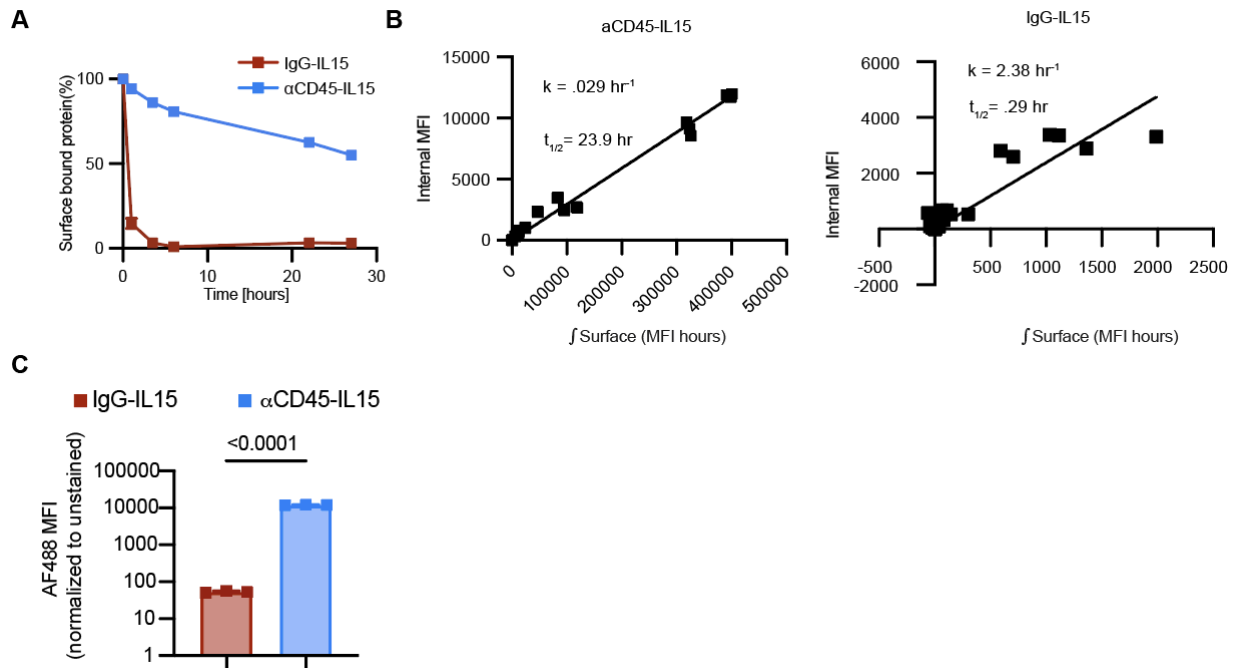 A
IgG-IL15
αCD45-IL15
Surface bound protein(%)
100
50
0
0
10
20
30
Time [hours]
B
aCD45-IL15
k = .029 hr⁻¹
t1/2= 23.9 hr
Internal MFI
15000
10000
5000
0
0
100000
200000
300000
400000
500000
∫Surface (MFI hours)
IgG-IL15
k = 2.38 hr⁻¹
t1/2= .29 hr
Internal MFI
6000
4000
2000
-500
-2000
500
1000
1500
2000
2500
∫Surface (MFI hours)
C
IgG-IL15
αCD45-IL15
<0.0001
AF488 MFI
(normalized to unstained)
100000
10000
1000
100
10
1